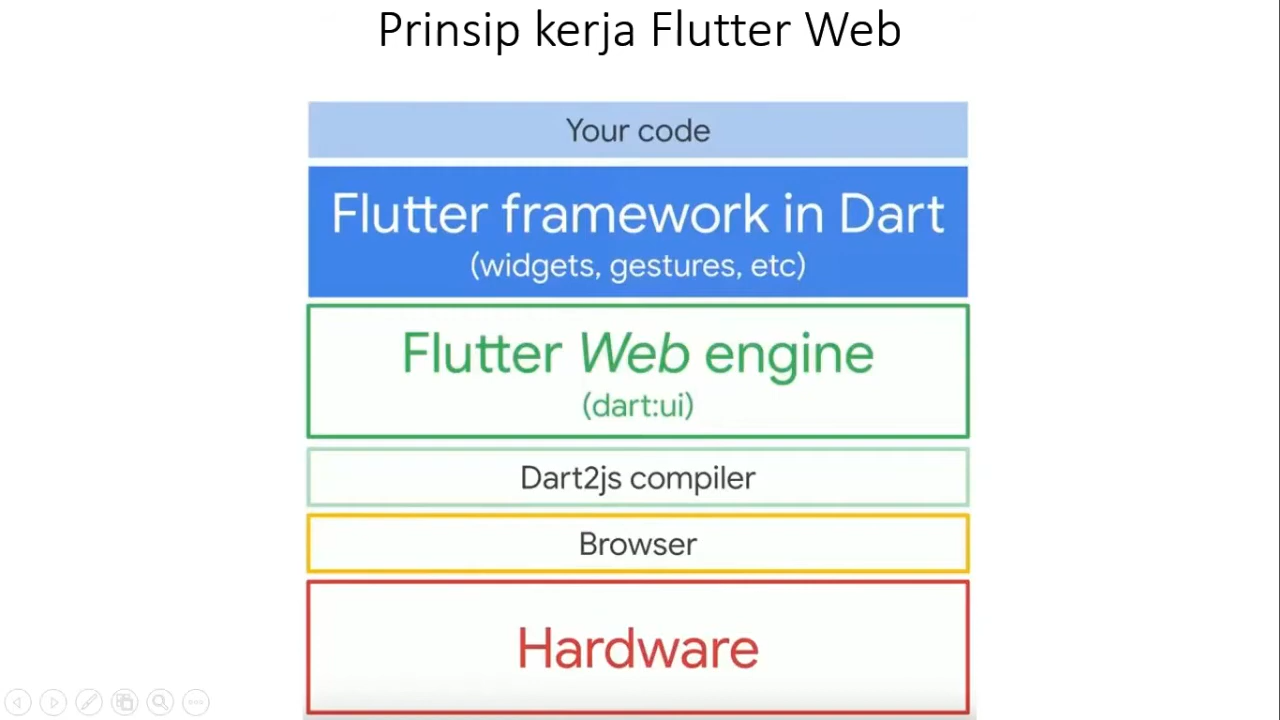 Prinsip kerja Flutter Web
Your code
Flutter framework in Dart
(widgets, gestures, etc)
Flutter Web engine
(dart:ui)
Dart2js compiler
Browser
Hardware